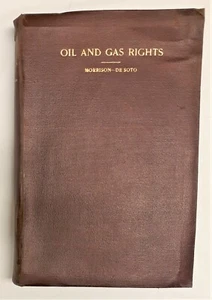 OIL AND GAS RIGHTS
MORRISON - DE SOTO